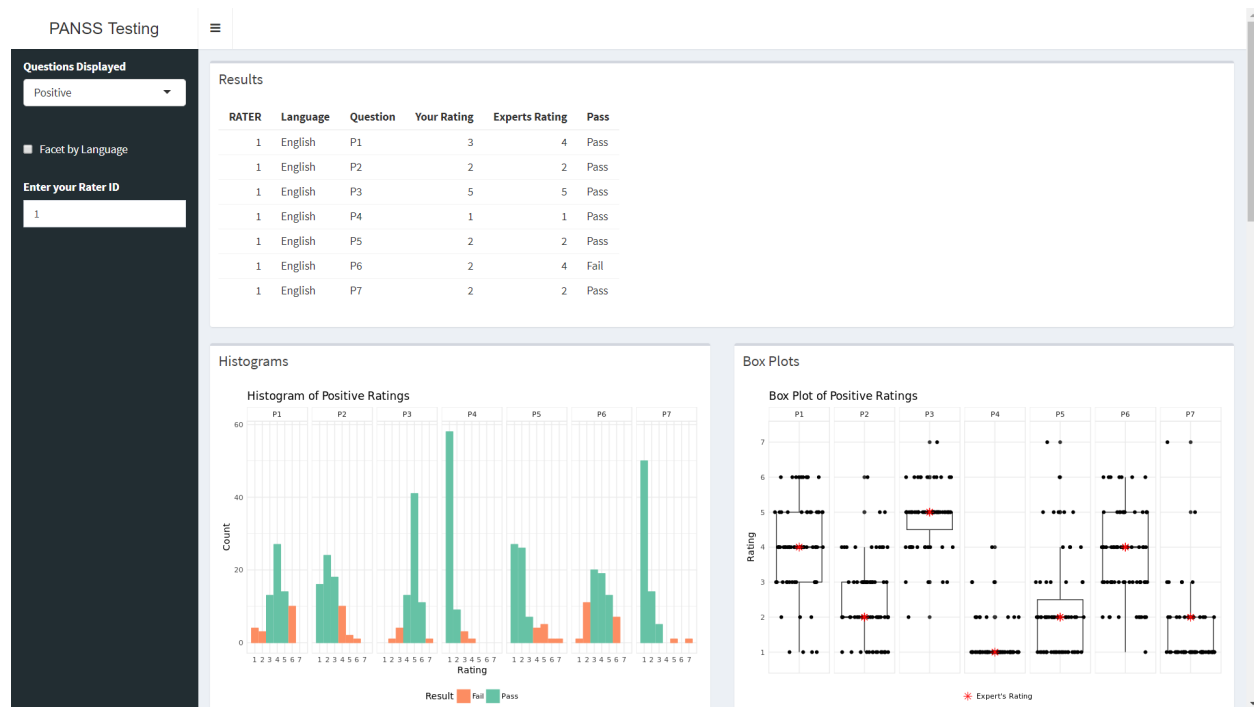 PANSS Testing
Questions Displayed
Positive
Facet by Language
Enter your Rater ID
1
Results
RATER Language Question Your Rating Experts Rating Pass
1 English P1 3 4 Pass
1 English P2 2 2 Pass
1 English P3 5 5 Pass
1 English P4 1 1 Pass
1 English P5 2 2 Pass
1 English P6 2 4 Fail
1 English P7 2 2 Pass
Histograms
Histogram of Positive Ratings
P1 P2 P3 P4 P5 P6 P7
60
40
20
0
Count
1 2 3 4 5 6 7 1 2 3 4 5 6 7 1 2 3 4 5 6 7 1 2 3 4 5 6 7 1 2 3 4 5 6 7 1 2 3 4 5 6 7 1 2 3 4 5 6 7
Rating
Result Fail Pass
Box Plots
Box Plot of Positive Ratings
P1 P2 P3 P4 P5 P6 P7
7
6
5
4
3
2
1
Rating
Expert's Rating